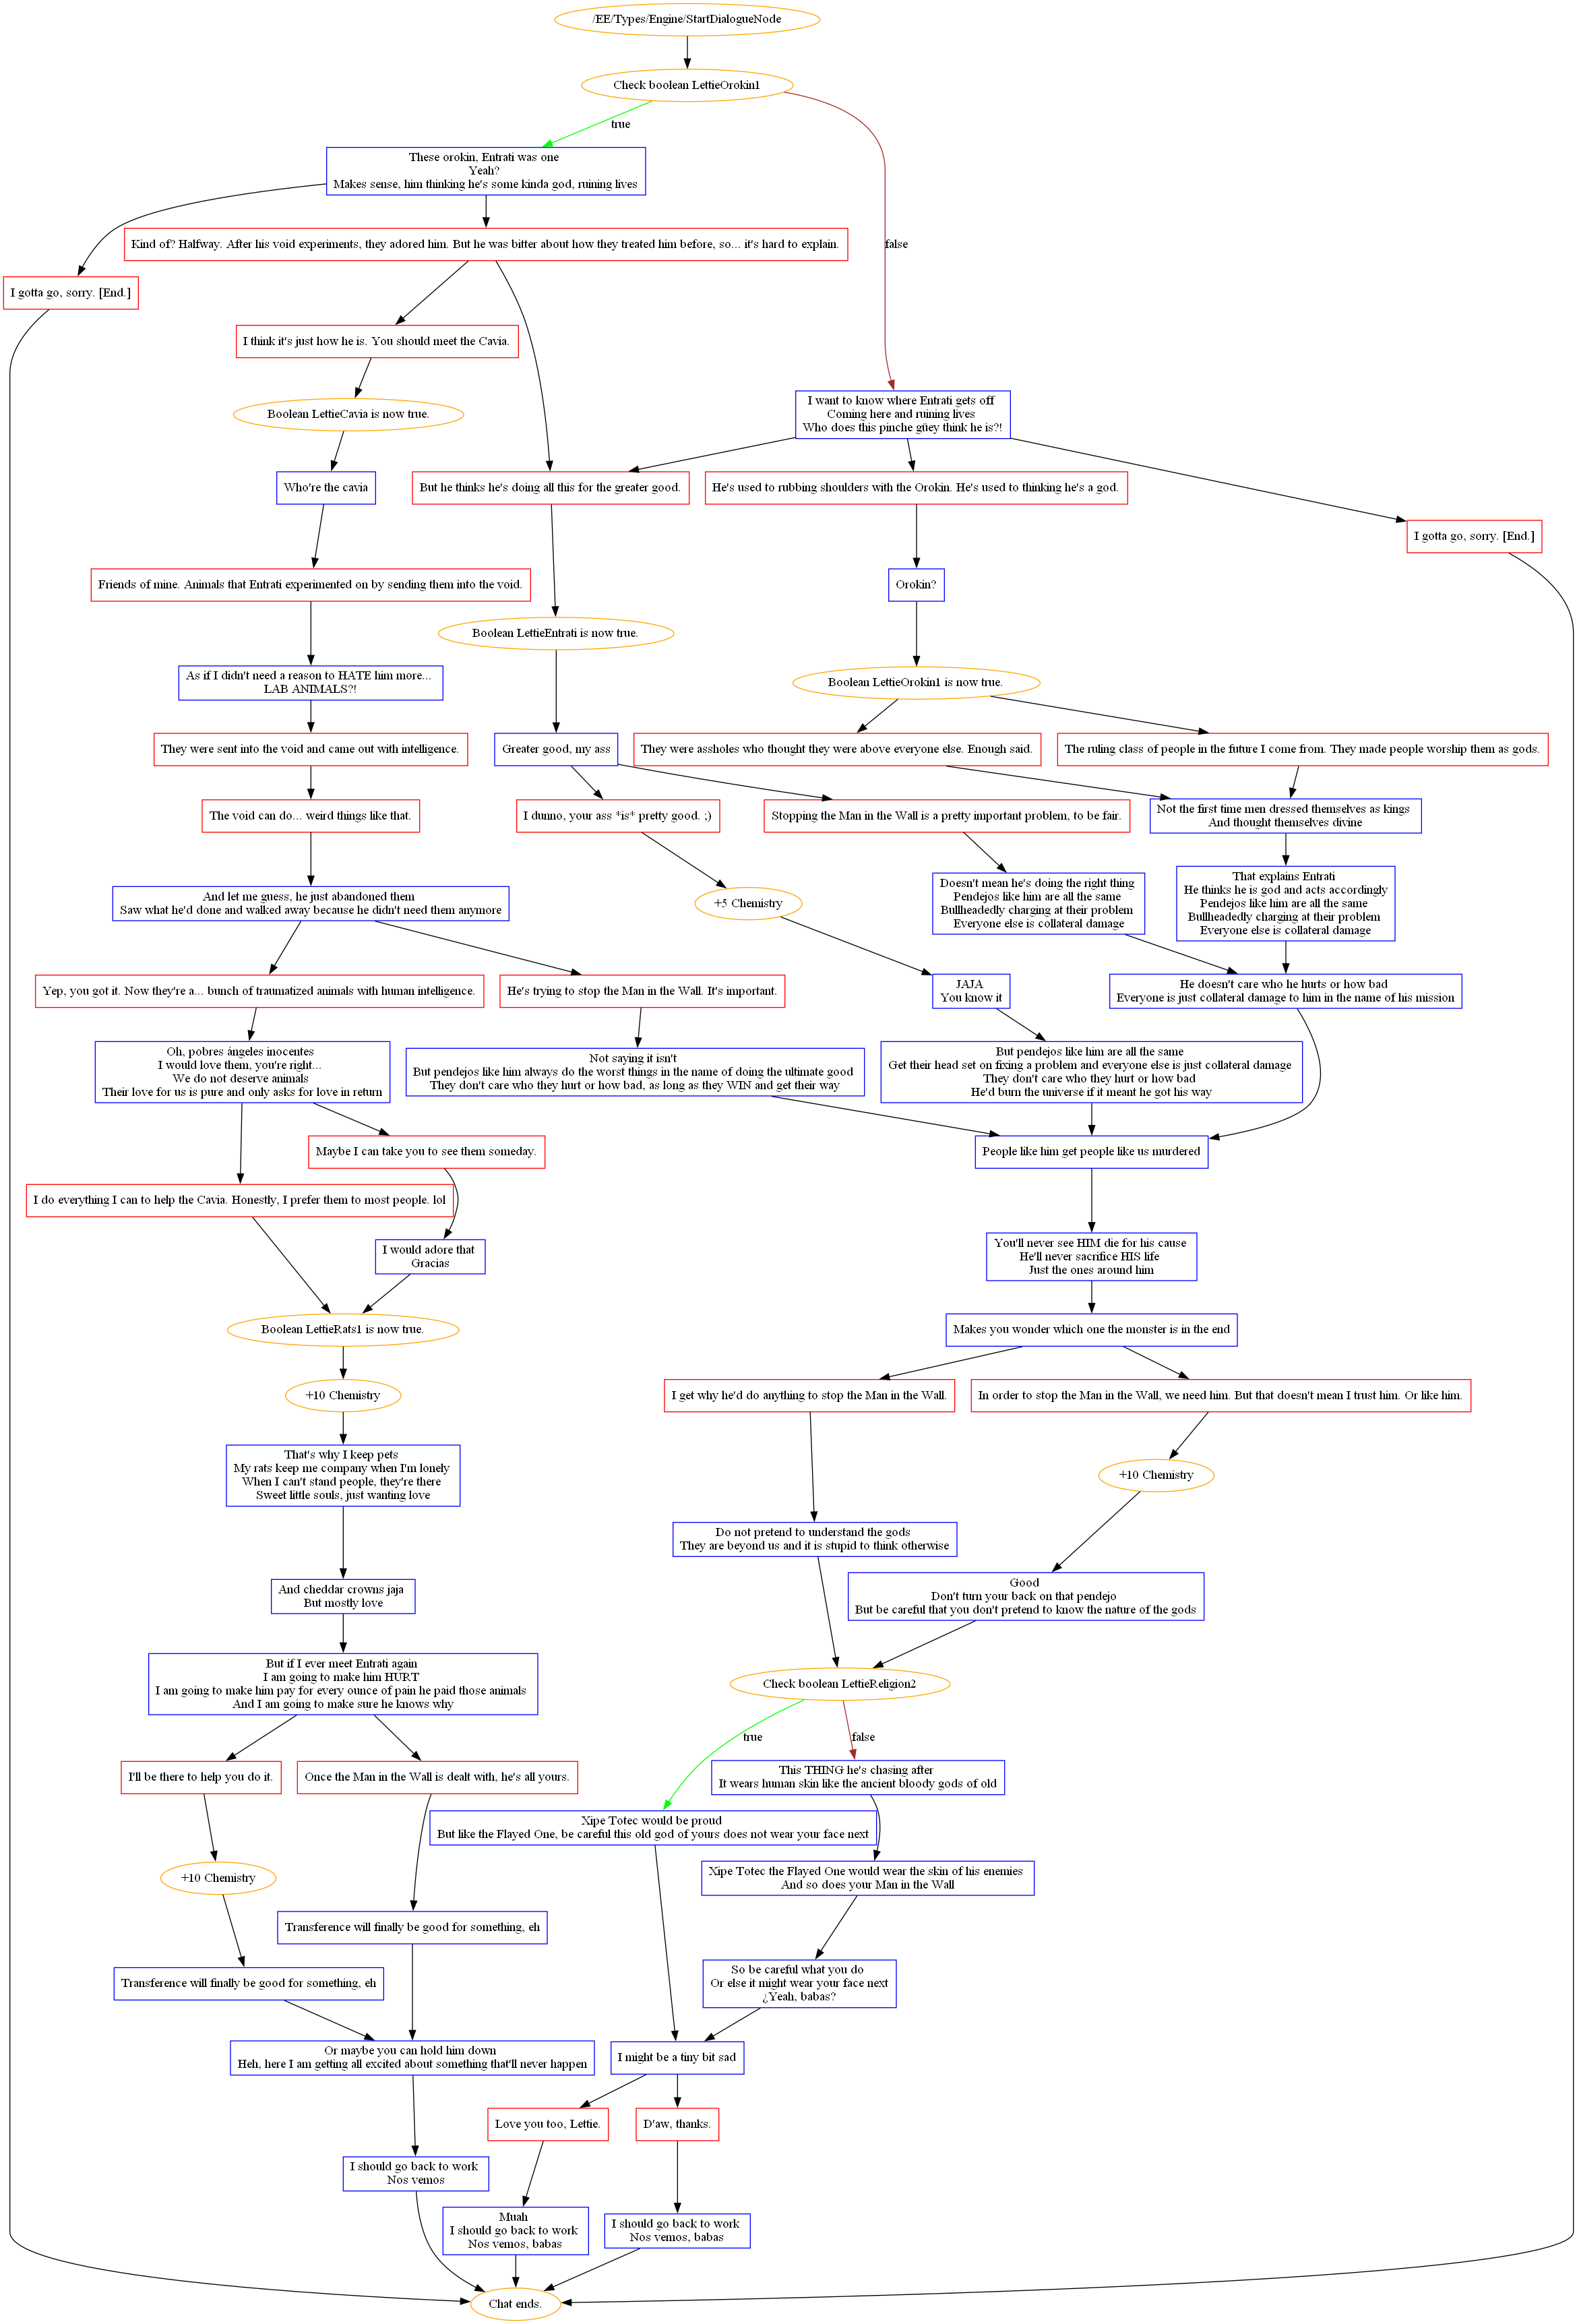 /EE/Types/Engine/StartDialogueNode
Check boolean LettieOrokin1
true
false
These orokin, Entrati was one
Yeah?
Makes sense, him thinking he's some kinda god, ruining lives
Kind of? Halfway. After his void experiments, they adored him. But he was bitter about how they treated him before, so... it's hard to explain.
I gotta go, sorry. [End.]
I think it's just how he is. You should meet the Cavia.
Boolean LettieCavia is now true.
I want to know where Entrati gets off
Coming here and ruining lives
Who does this pinche güey think he is?!
Who're the cavia
But he thinks he's doing all this for the greater good.
He's used to rubbing shoulders with the Orokin. He's used to thinking he's a god.
I gotta go, sorry. [End.]
Friends of mine. Animals that Entrati experimented on by sending them into the void.
Orokin?
Boolean LettieEntrati is now true.
As if I didn't need a reason to HATE him more...
LAB ANIMALS?!
Boolean LettieOrokin1 is now true.
They were sent into the void and came out with intelligence.
Greater good, my ass
They were assholes who thought they were above everyone else. Enough said.
The ruling class of people in the future I come from. They made people worship them as gods.
The void can do... weird things like that.
I dunno, your ass *is* pretty good. ;)
Stopping the Man in the Wall is a pretty important problem, to be fair.
Not the first time men dressed themselves as kings
And thought themselves divine
And let me guess, he just abandoned them
Saw what he'd done and walked away because he didn't need them anymore
+5 Chemistry
Doesn't mean he's doing the right thing
Pendejos like him are all the same
Bullheadedly charging at their problem
Everyone else is collateral damage
That explains Entrati
He thinks he is god and acts accordingly
Pendejos like him are all the same
Bullheadedly charging at their problem
Everyone else is collateral damage
Yep, you got it. Now they're a... bunch of traumatized animals with human intelligence.
He's trying to stop the Man in the Wall. It's important.
JAJA
You know it
He doesn't care who he hurts or how bad
Everyone is just collateral damage to him in the name of his mission
Oh, pobres ángeles inocentes
I would love them, you're right...
We do not deserve animals
Their love for us is pure and only asks for love in return
Not saying it isn't
But pendejos like him always do the worst things in the name of doing the ultimate good
They don't care who they hurt or how bad, as long as they WIN and get their way
But pendejos like him are all the same
Get their head set on fixing a problem and everyone else is just collateral damage
They don't care who they hurt or how bad
He'd burn the universe if it meant he got his way
Maybe I can take you to see them someday.
People like him get people like us murdered
I do everything I can to help the Cavia. Honestly, I prefer them to most people. lol
I would adore that
Gracias
You'll never see HIM die for his cause
He'll never sacrifice HIS life
Just the ones around him
Boolean LettieRats1 is now true.
Makes you wonder which one the monster is in the end
+10 Chemistry
I get why he'd do anything to stop the Man in the Wall.
In order to stop the Man in the Wall, we need him. But that doesn't mean I trust him. Or like him.
That's why I keep pets
My rats keep me company when I'm lonely
When I can't stand people, they're there
Sweet little souls, just wanting love
+10 Chemistry
Do not pretend to understand the gods
They are beyond us and it is stupid to think otherwise
And cheddar crowns jaja
But mostly love
Good
Don't turn your back on that pendejo
But be careful that you don't pretend to know the nature of the gods
But if I ever meet Entrati again
I am going to make him HURT
I am going to make him pay for every ounce of pain he paid those animals
And I am going to make sure he knows why
Check boolean LettieReligion2
true
false
I'll be there to help you do it.
Once the Man in the Wall is dealt with, he's all yours.
This THING he's chasing after
It wears human skin like the ancient bloody gods of old
Xipe Totec would be proud
But like the Flayed One, be careful this old god of yours does not wear your face next
+10 Chemistry
Xipe Totec the Flayed One would wear the skin of his enemies
And so does your Man in the Wall
Transference will finally be good for something, eh
Transference will finally be good for something, eh
So be careful what you do
Or else it might wear your face next
¿Yeah, babas?
Or maybe you can hold him down
Heh, here I am getting all excited about something that'll never happen
I might be a tiny bit sad
Love you too, Lettie.
D'aw, thanks.
I should go back to work
Nos vemos
Muah
I should go back to work
Nos vemos, babas
I should go back to work
Nos vemos, babas
Chat ends.